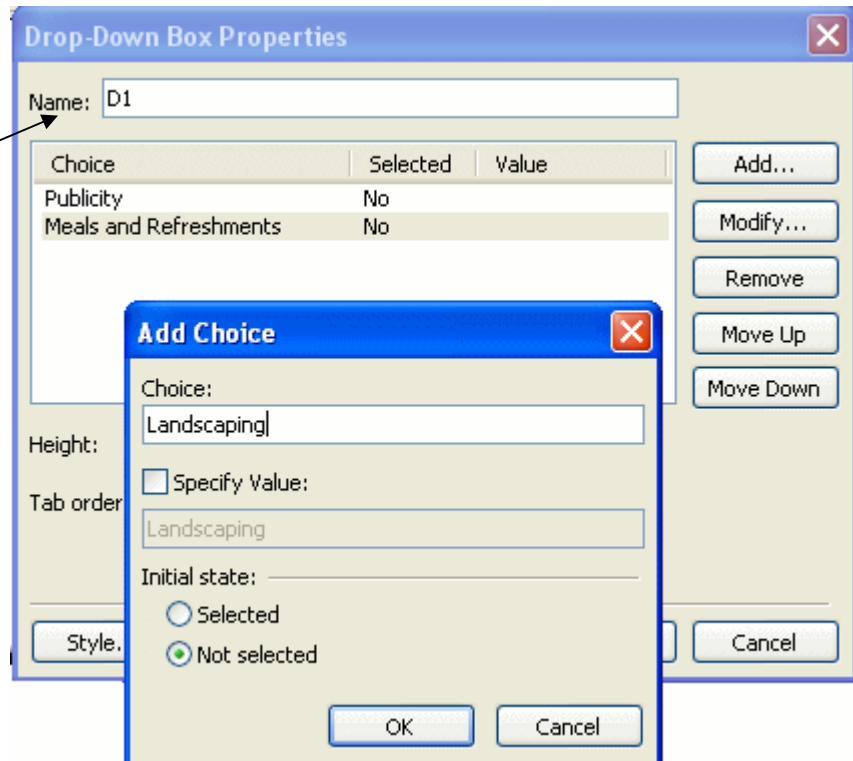 Drop-Down Box Properties
Name: D1
Choice Selected Value
Publicity No
Meals and Refreshments No
Add...
Modify...
Remove
Move Up
Move Down
Height:
Tab order
Style.
Cancel
Add Choice
Choice:
Landscaping
Specify Value:
Landscaping
Initial state:
Selected
Not selected
OK Cancel